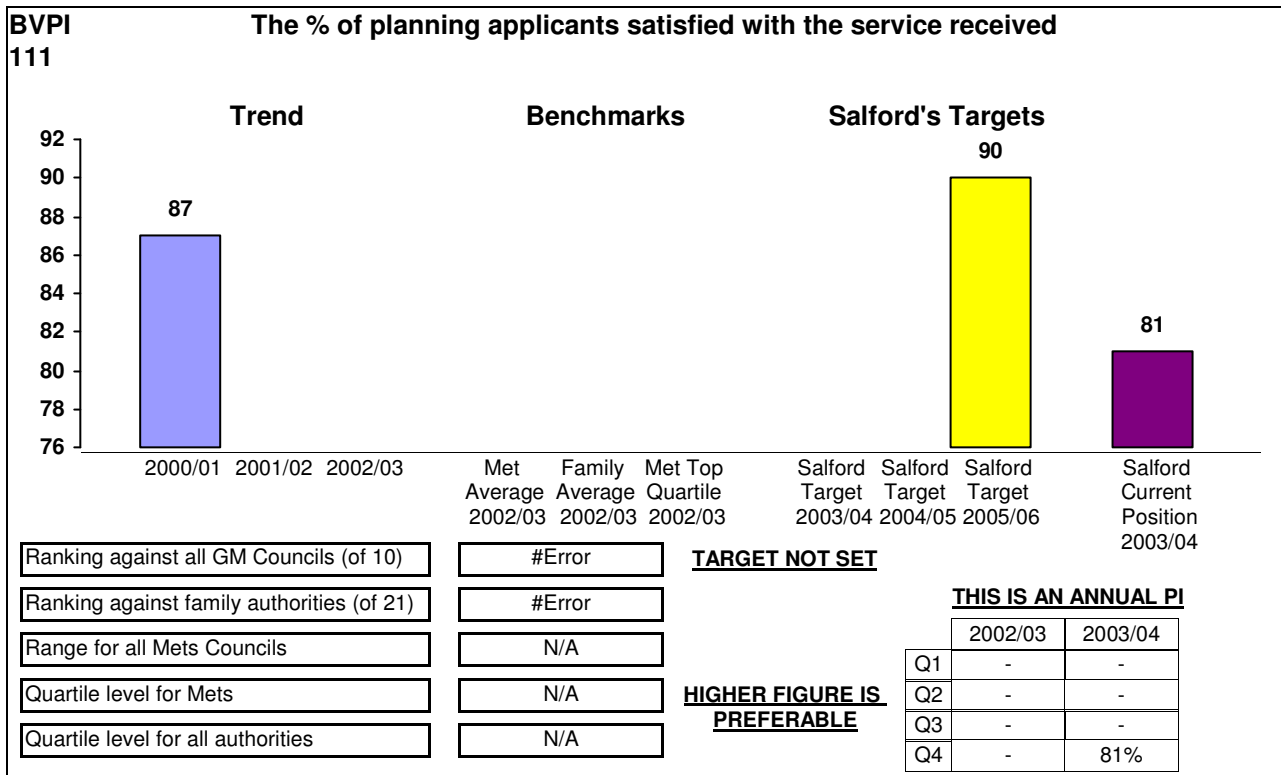 BVPI 111
The % of planning applicants satisfied with the service received
Trend
Benchmarks
Salford's Targets
92
90
88
86
84
82
80
78
76
87
90
81
2000/01 2001/02 2002/03
Met Average 2002/03
Family Average 2002/03
Met Top Quartile 2002/03
Salford Target 2003/04
Salford Target 2004/05
Salford Target 2005/06
Salford Current Position 2003/04
Ranking against all GM Councils (of 10) #Error
TARGET NOT SET
Ranking against family authorities (of 21) #Error
Range for all Mets Councils N/A
Quartile level for Mets N/A
Quartile level for all authorities N/A
HIGHER FIGURE IS
PREFERABLE
THIS IS AN ANNUAL PI
2002/03 2003/04
Q1 - -
Q2 - -
Q3 - -
Q4 - 81%